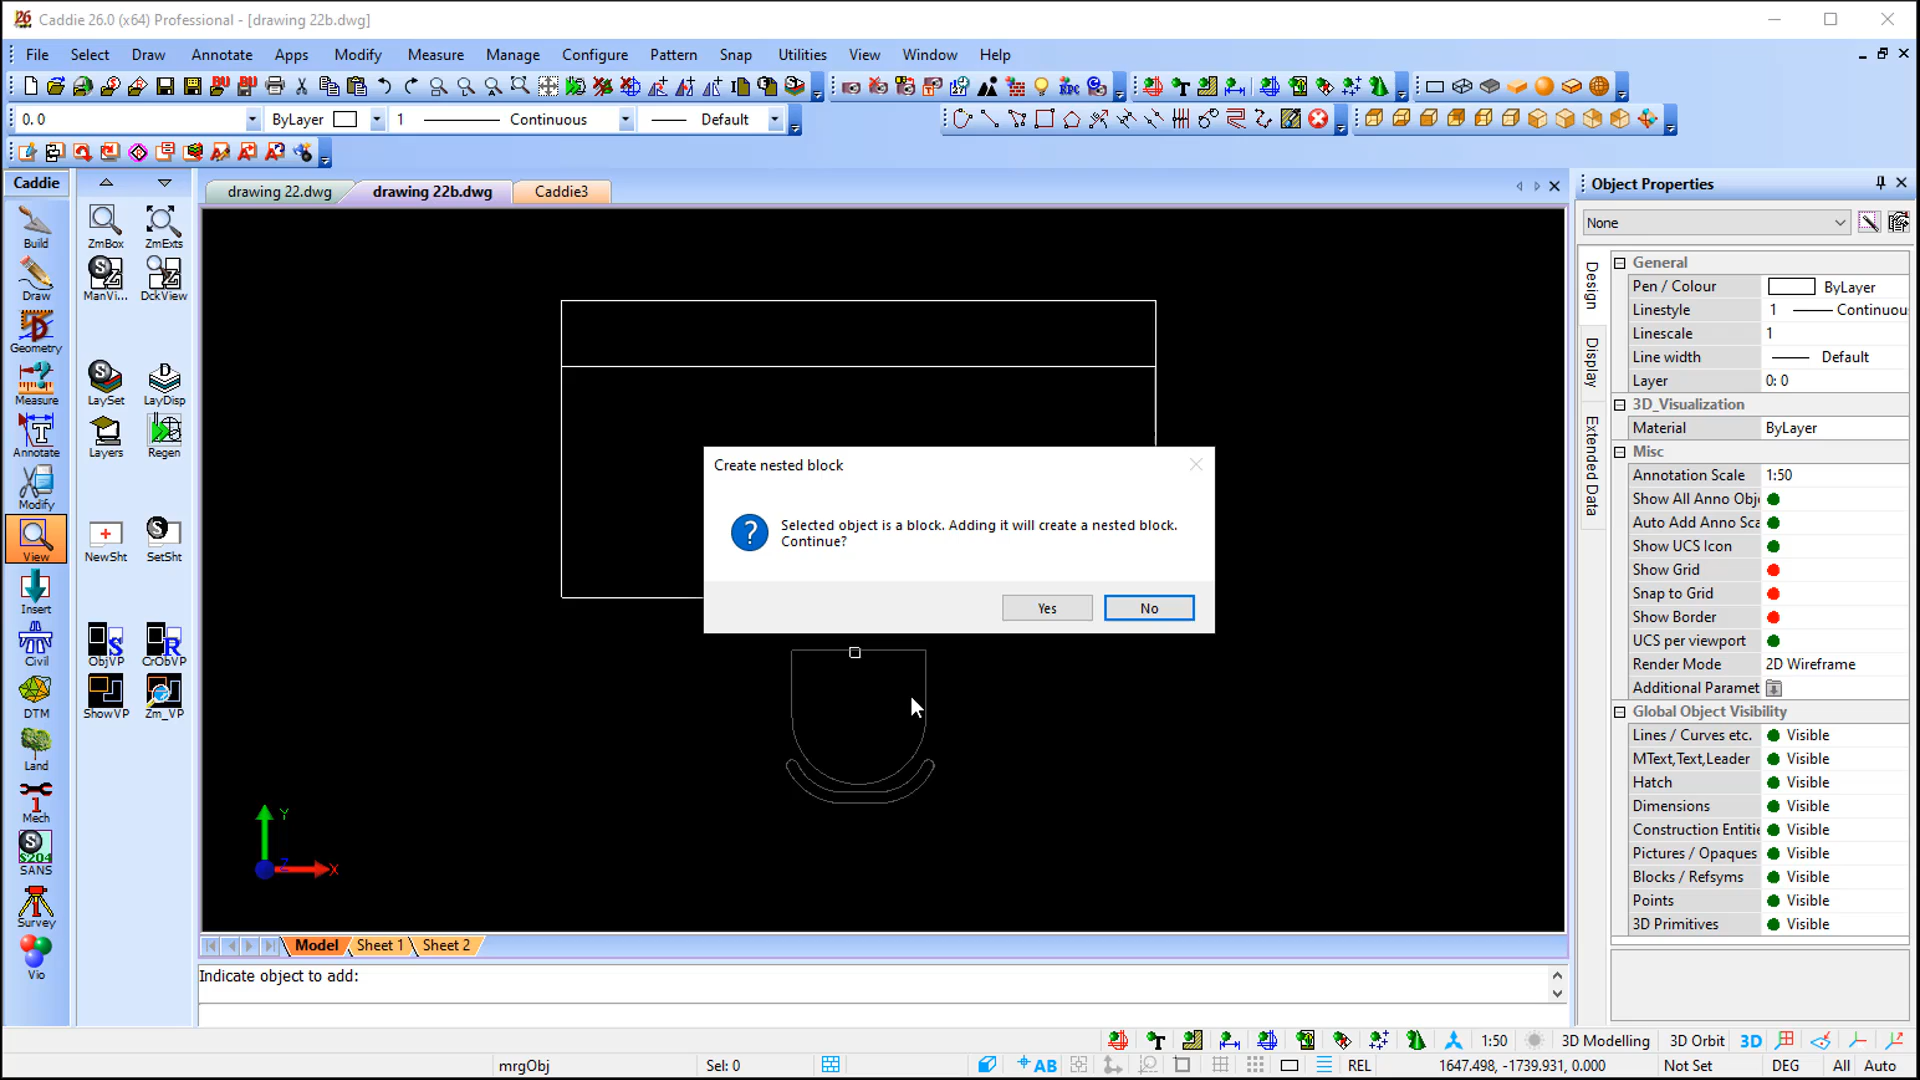 Caddie 26.0 (x64) Professional - [drawing 22b.dwg]
File Select Draw Annotate Apps Modify Measure Manage Configure Pattern Snap Utilities View Window Help
0. 0 ByLayer 1 Continuous Default
Caddie
drawing 22.dwg drawing 22b.dwg Caddie3
Build
Draw
Geometry
Measure
Annotate
Modify
View
Insert
Civil
DTM
Land
Mech
SANS
Survey
Vio
ZmBox ZmExts
ManVi... DckView
LaySet LayDisp
Layers Regen
NewSht SetSht
ObjVP CrObVP
ShowVP Zm_VP
Create nested block
Selected object is a block. Adding it will create a nested block.
Continue?
Yes No
Y
Z X
Model Sheet 1 Sheet 2
Indicate object to add:
Object Properties
None
Design
Display
Extended Data
General
Pen / Colour ByLayer
Linestyle 1 Continuou
Linescale 1
Line width Default
Layer 0: 0
3D_Visualization
Material ByLayer
Misc
Annotation Scale 1:50
Show All Anno Obj
Auto Add Anno Sca
Show UCS Icon
Show Grid
Snap to Grid
Show Border
UCS per viewport
Render Mode 2D Wireframe
Additional Paramet
Global Object Visibility
Lines / Curves etc. Visible
MText,Text,Leader Visible
Hatch Visible
Dimensions Visible
Construction Entitie Visible
Pictures / Opaques Visible
Blocks / Refsyms Visible
Points Visible
3D Primitives Visible
1:50 3D Modelling 3D Orbit 3D
mrgObj Sel: 0 AB REL 1647.498, -1739.931, 0.000 Not Set DEG All Auto